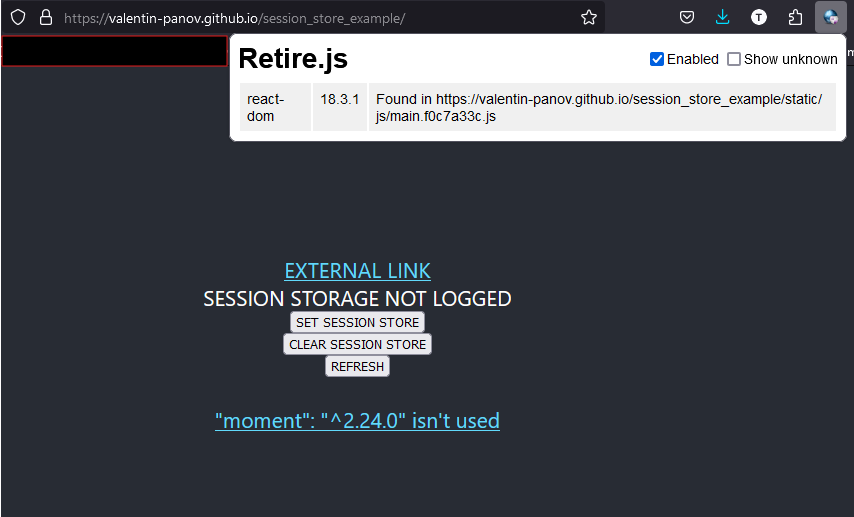 https://valentin-panov.github.io/session_store_example/
T
Retire.js
Enabled
Show unknown
m
react-
dom
18.3.1
Found in https://valentin-panov.github.io/session_store_example/static/
js/main.f0c7a33c.js
EXTERNAL LINK
SESSION STORAGE NOT LOGGED
SET SESSION STORE
CLEAR SESSION STORE
REFRESH
"moment": "^2.24.0" isn't used